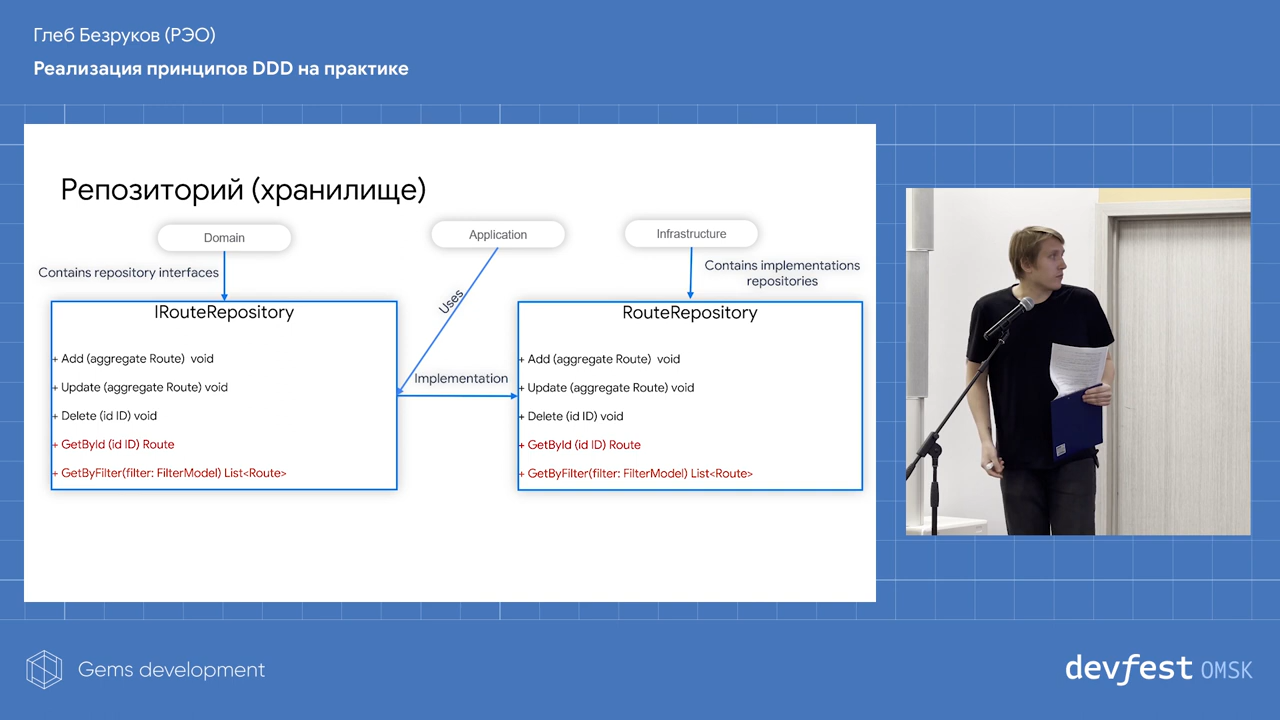 Глеб Безруков (РЭО)
Реализация принципов DDD на практике
Репозиторий (хранилище)
Domain
Application
Infrastructure
Contains repository interfaces
Uses
Contains implementations
repositories
IRouteRepository
+ Add (aggregate Route)  void
+ Update (aggregate Route) void
+ Delete (id ID) void
+ GetById (id ID) Route
+ GetByFilter(filter: FilterModel) List<Route>
Implementation
RouteRepository
+ Add (aggregate Route)  void
+ Update (aggregate Route) void
+ Delete (id ID) void
+ GetById (id ID) Route
+ GetByFilter(filter: FilterModel) List<Route>
Gems development
devfest OMSK